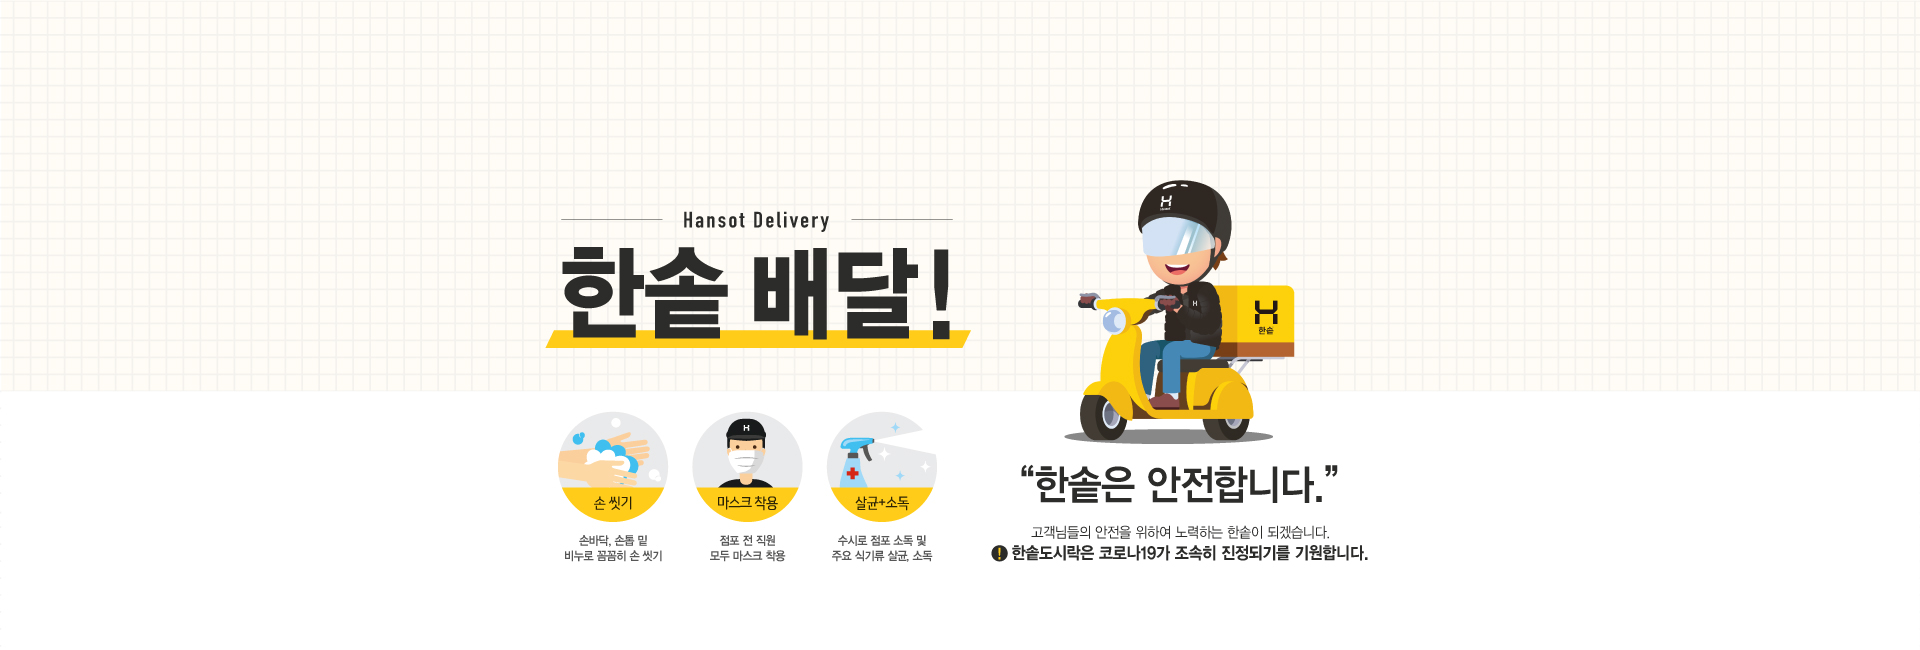 Hansot Delivery
한솥 배달!
손 씻기
손바닥, 손톱 밑
비누로 꼼꼼히 손 씻기
마스크 착용
점포 전 직원
모두 마스크 착용
살균+소독
수시로 점포 소독 및
주요 식기류 살균, 소독
H
한솥
“한솥은 안전합니다.”
고객님들의 안전을 위하여 노력하는 한솥이 되겠습니다.
! 한솥도시락은 코로나19가 조속히 진정되기를 기원합니다.